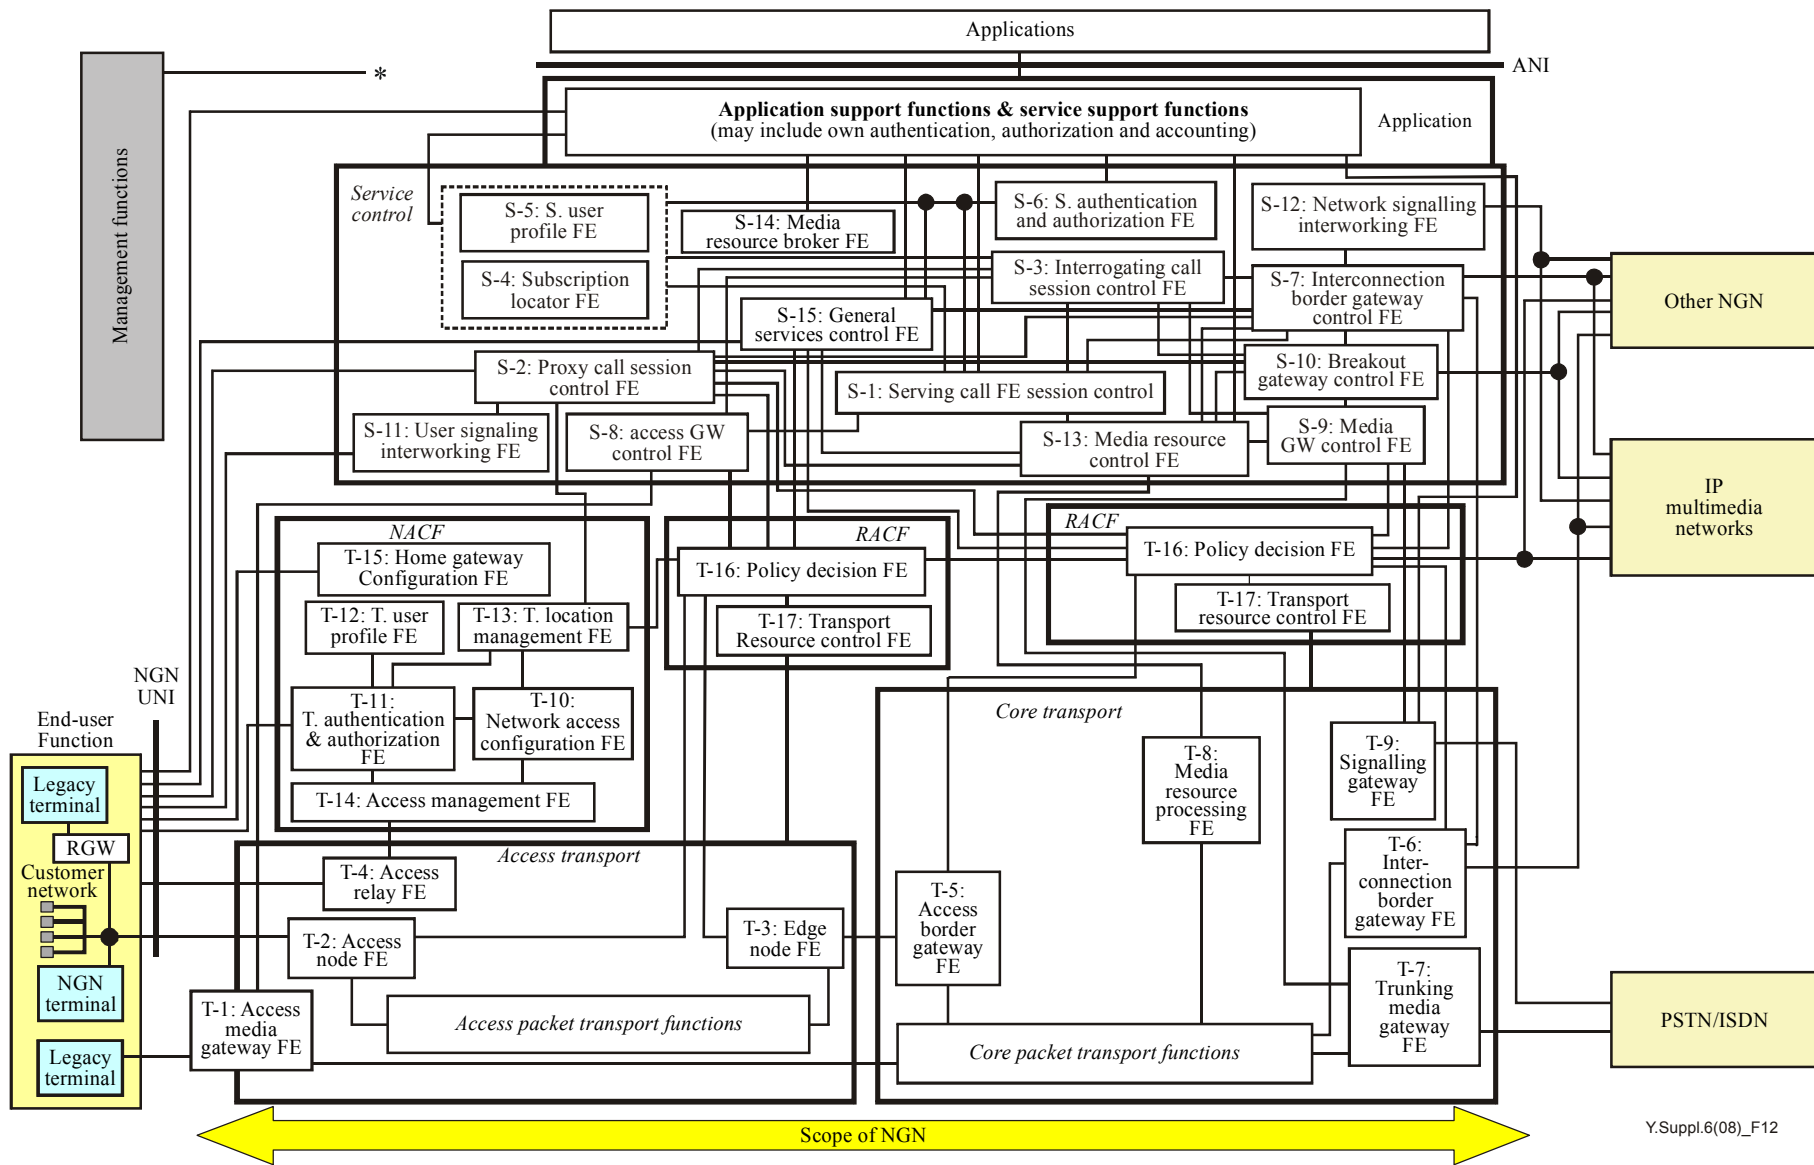 Applications
ANI
*
Management functions
Application support functions & service support functions
(may include own authentication, authorization and accounting)
Application
Service
control
S-5: S. user
profile FE
S-4: Subscription
locator FE
S-14: Media
resource broker FE
S-6: S. authentication
and authorization FE
S-12: Network signalling
interworking FE
S-3: Interrogating call
session control FE
S-7: Interconnection
border gateway
control FE
S-15: General
services control FE
S-2: Proxy call session
control FE
S-10: Breakout
gateway control FE
S-1: Serving call FE session control
S-11: User signaling
interworking FE
S-8: access GW
control FE
S-13: Media resource
control FE
S-9: Media
GW control FE
Other NGN
IP
multimedia
networks
NACF
T-15: Home gateway
Configuration FE
T-12: T. user
profile FE
T-13: T. location
management FE
T-11:
T. authentication
& authorization
FE
T-10:
Network access
configuration FE
T-14: Access management FE
RACF
T-16: Policy decision FE
T-17: Transport
Resource control FE
RACF
T-16: Policy decision FE
T-17: Transport
resource control FE
NGN
UNI
End-user
Function
Legacy
terminal
RGW
Customer
network
NGN
terminal
Legacy
terminal
Access transport
T-4: Access
relay FE
T-2: Access
node FE
T-3: Edge
node FE
T-1: Access
media
gateway FE
Access packet transport functions
Core transport
T-5:
Access
border
gateway
FE
T-8:
Media
resource
processing
FE
T-9:
Signalling
gateway
FE
T-6:
Inter-
connection
border
gateway FE
T-7:
Trunking
media
gateway
FE
Core packet transport functions
PSTN/ISDN
Scope of NGN
Y.Suppl.6(08)_F12